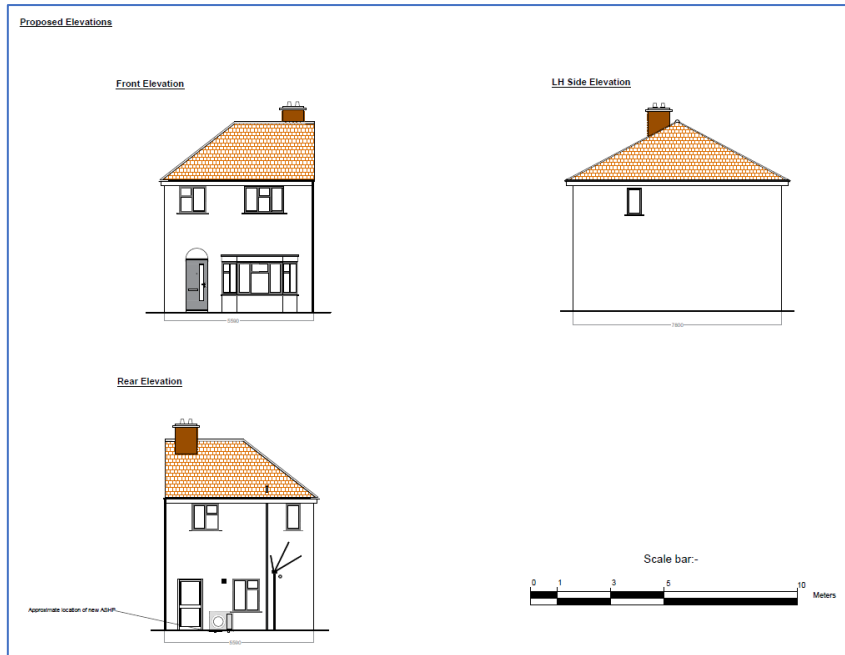 Proposed Elevations
Front Elevation
LH Side Elevation
Rear Elevation
Scale bar:-
0 1 3 5 10
Meters
Approximate location of new ASHP